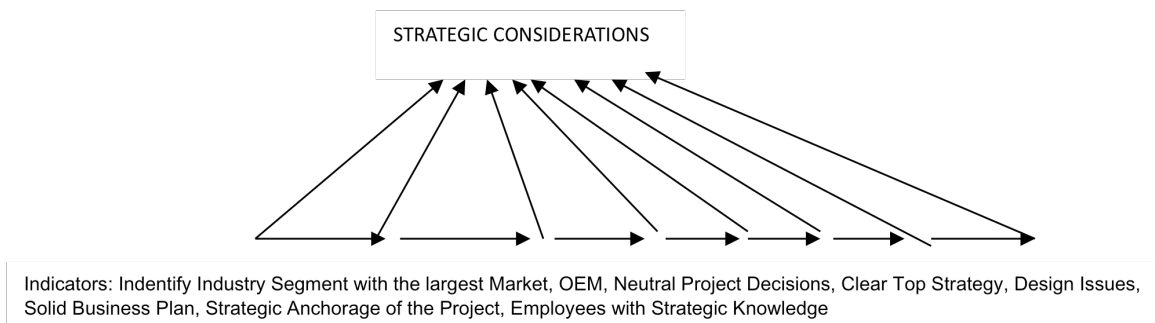 STRATEGIC CONSIDERATIONS
Indicators: Indentify Industry Segment with the largest Market, OEM, Neutral Project Decisions, Clear Top Strategy, Design Issues,
Solid Business Plan, Strategic Anchorage of the Project, Employees with Strategic Knowledge